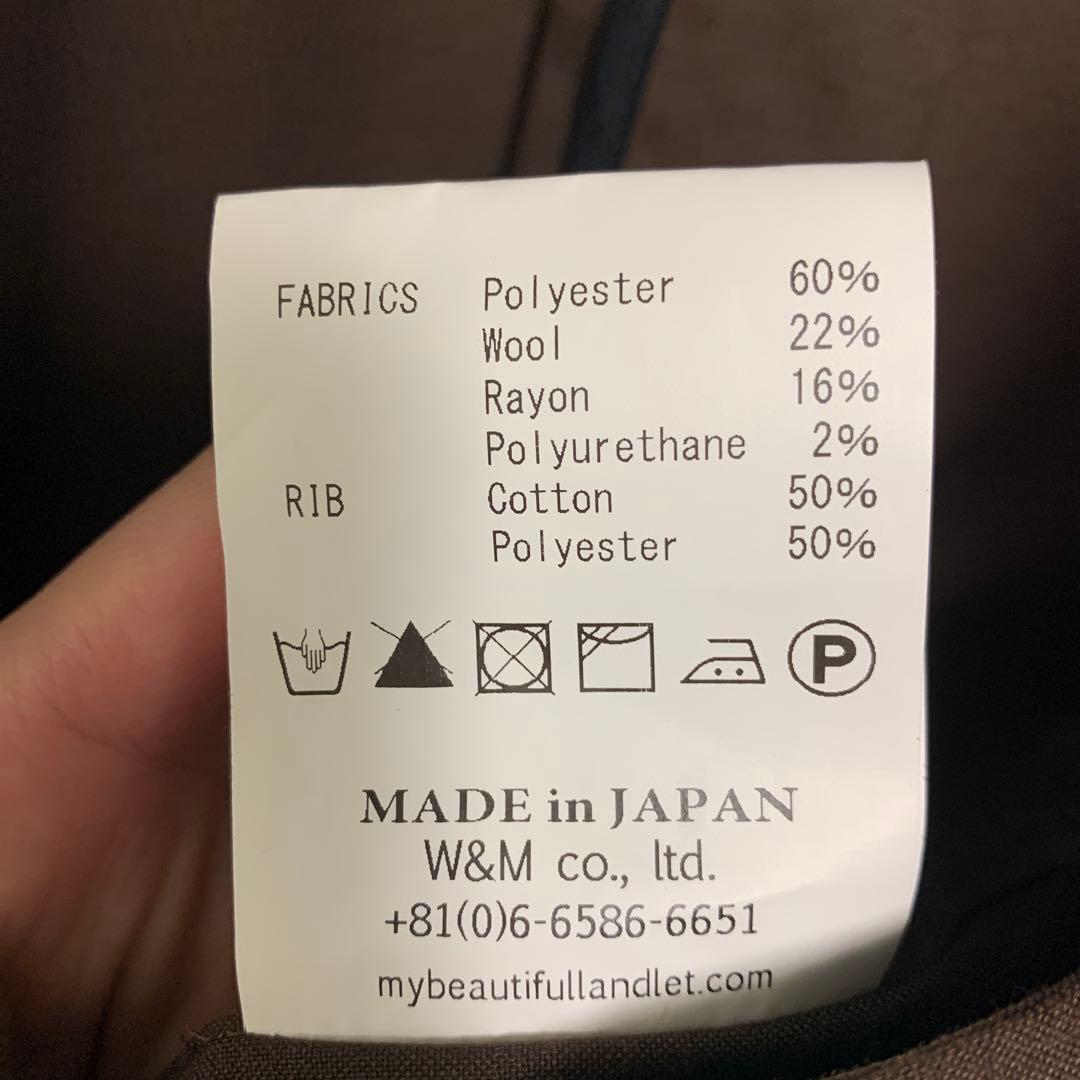 FABRICS Polyester 60%
Wool 22%
Rayon 16%
Polyurethane 2%
RIB Cotton 50%
Polyester 50%
P
MADE in JAPAN
W&M co., ltd.
+81(0)6-6586-6651
mybeautifullandlet.com